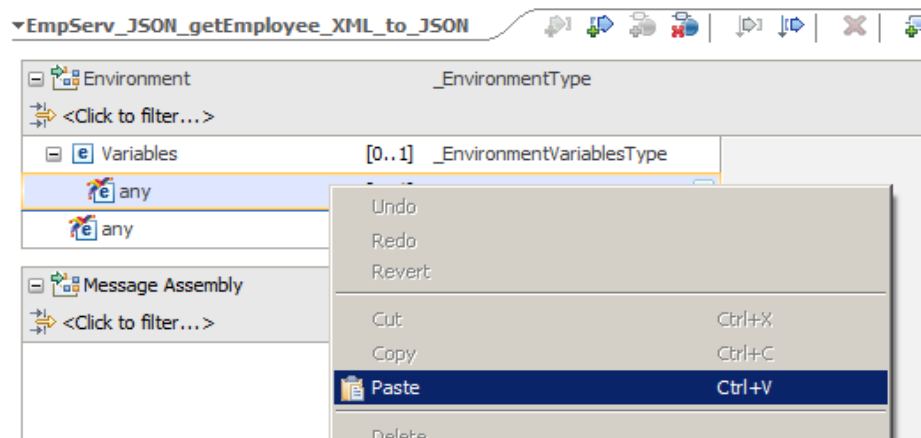 EmpServ_JSON_getEmployee_XML_to_JSON
Environment _EnvironmentType
<Click to filter...>
e Variables [0..1] _EnvironmentVariablesType
e any
e any
Undo
Redo
Revert
Message Assembly
<Click to filter...>
Cut Ctrl+X
Copy Ctrl+C
Paste Ctrl+V
Delete